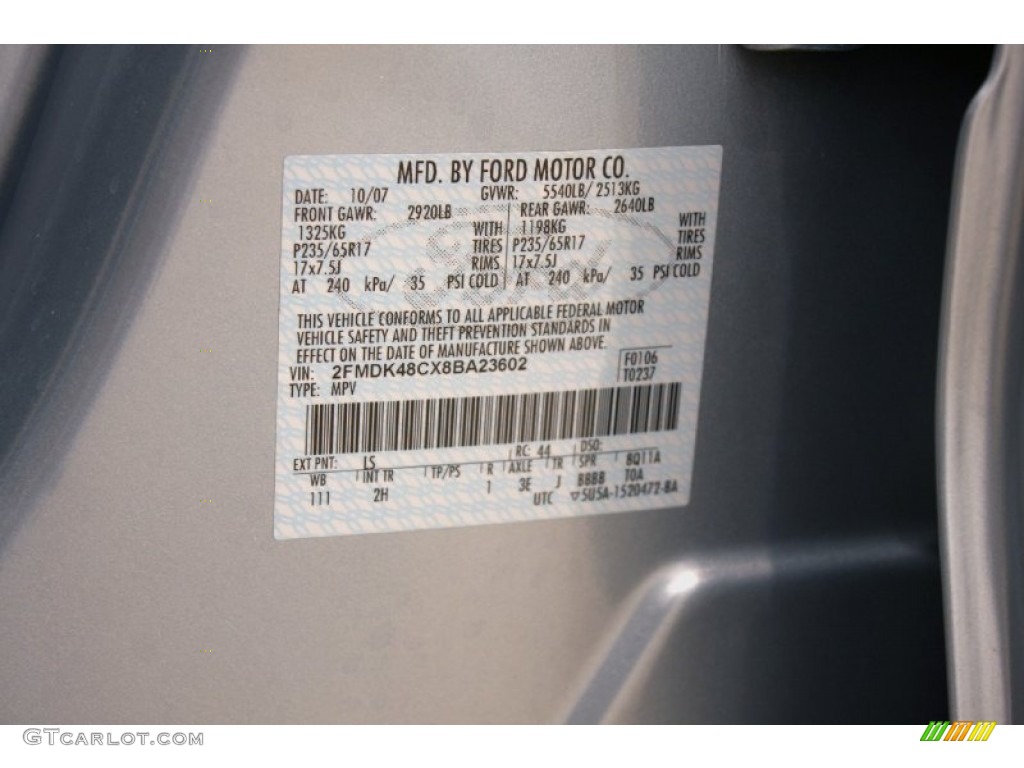 MFD. BY FORD MOTOR CO.
DATE: 10/07 GVWR: 5540LB/ 2513KG
FRONT GAWR: 2920LB REAR GAWR: 2640LB
1325KG WITH 1198KG WITH
P235/65R17 TIRES P235/65R17 TIRES
17x7.5J RIMS 17x7.5J RIMS
AT 240 kPa/ 35 PSI COLD AT 240 kPa/ 35 PSI COLD
THIS VEHICLE CONFORMS TO ALL APPLICABLE FEDERAL MOTOR
VEHICLE SAFETY AND THEFT PREVENTION STANDARDS IN
EFFECT ON THE DATE OF MANUFACTURE SHOWN ABOVE.
VIN: 2FMDK48CX8BA23602 F0106
TYPE: MPV T0237
EXT PNT: LS RC: 44 DSO:
WB INT TR TP/PS R AXLE TR SPR BQ11A
111 2H 1 3E J BBBB TOA
UTC ▽5U5A-1520472-BA
GTCARLOT.COM